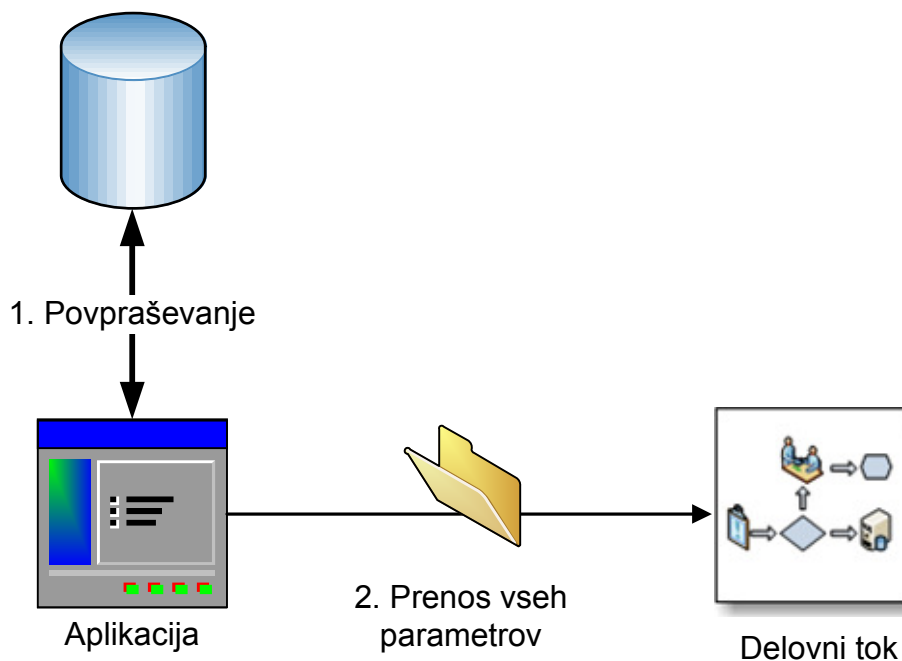 1. Povpraševanje
2. Prenos vseh
parametrov
Aplikacija
Delovni tok